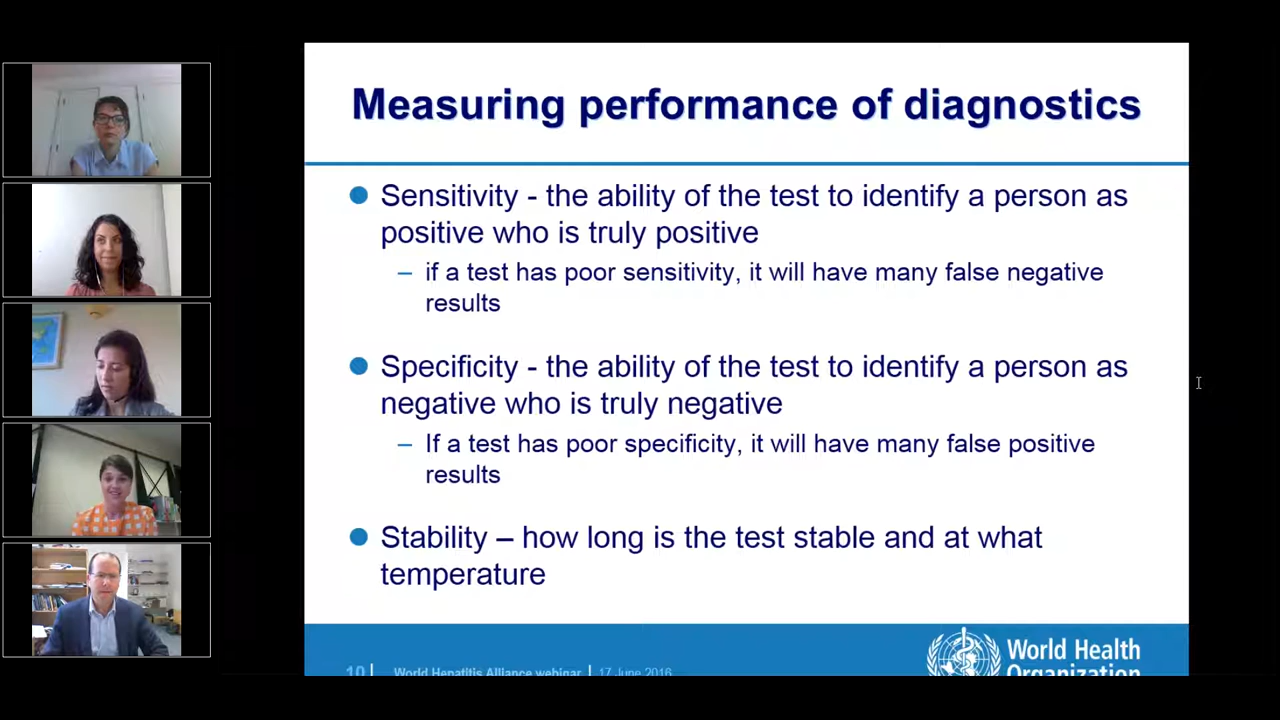 Measuring performance of diagnostics
Sensitivity - the ability of the test to identify a person as
positive who is truly positive
– if a test has poor sensitivity, it will have many false negative
results
Specificity - the ability of the test to identify a person as
negative who is truly negative
– If a test has poor specificity, it will have many false positive
results
Stability – how long is the test stable and at what
temperature
10 | World Hepatitis Alliance webinar | 17 June 2016
World Health
Organization